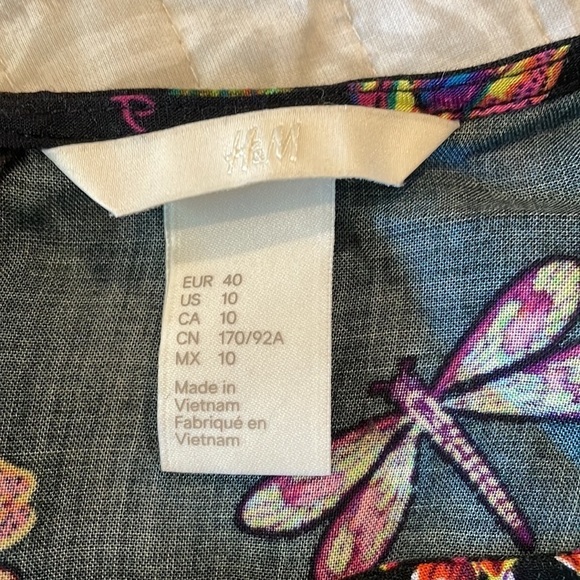 H&M
EUR 40
US 10
CA 10
CN 170/92A
MX 10
Made in
Vietnam
Fabriqué en
Vietnam